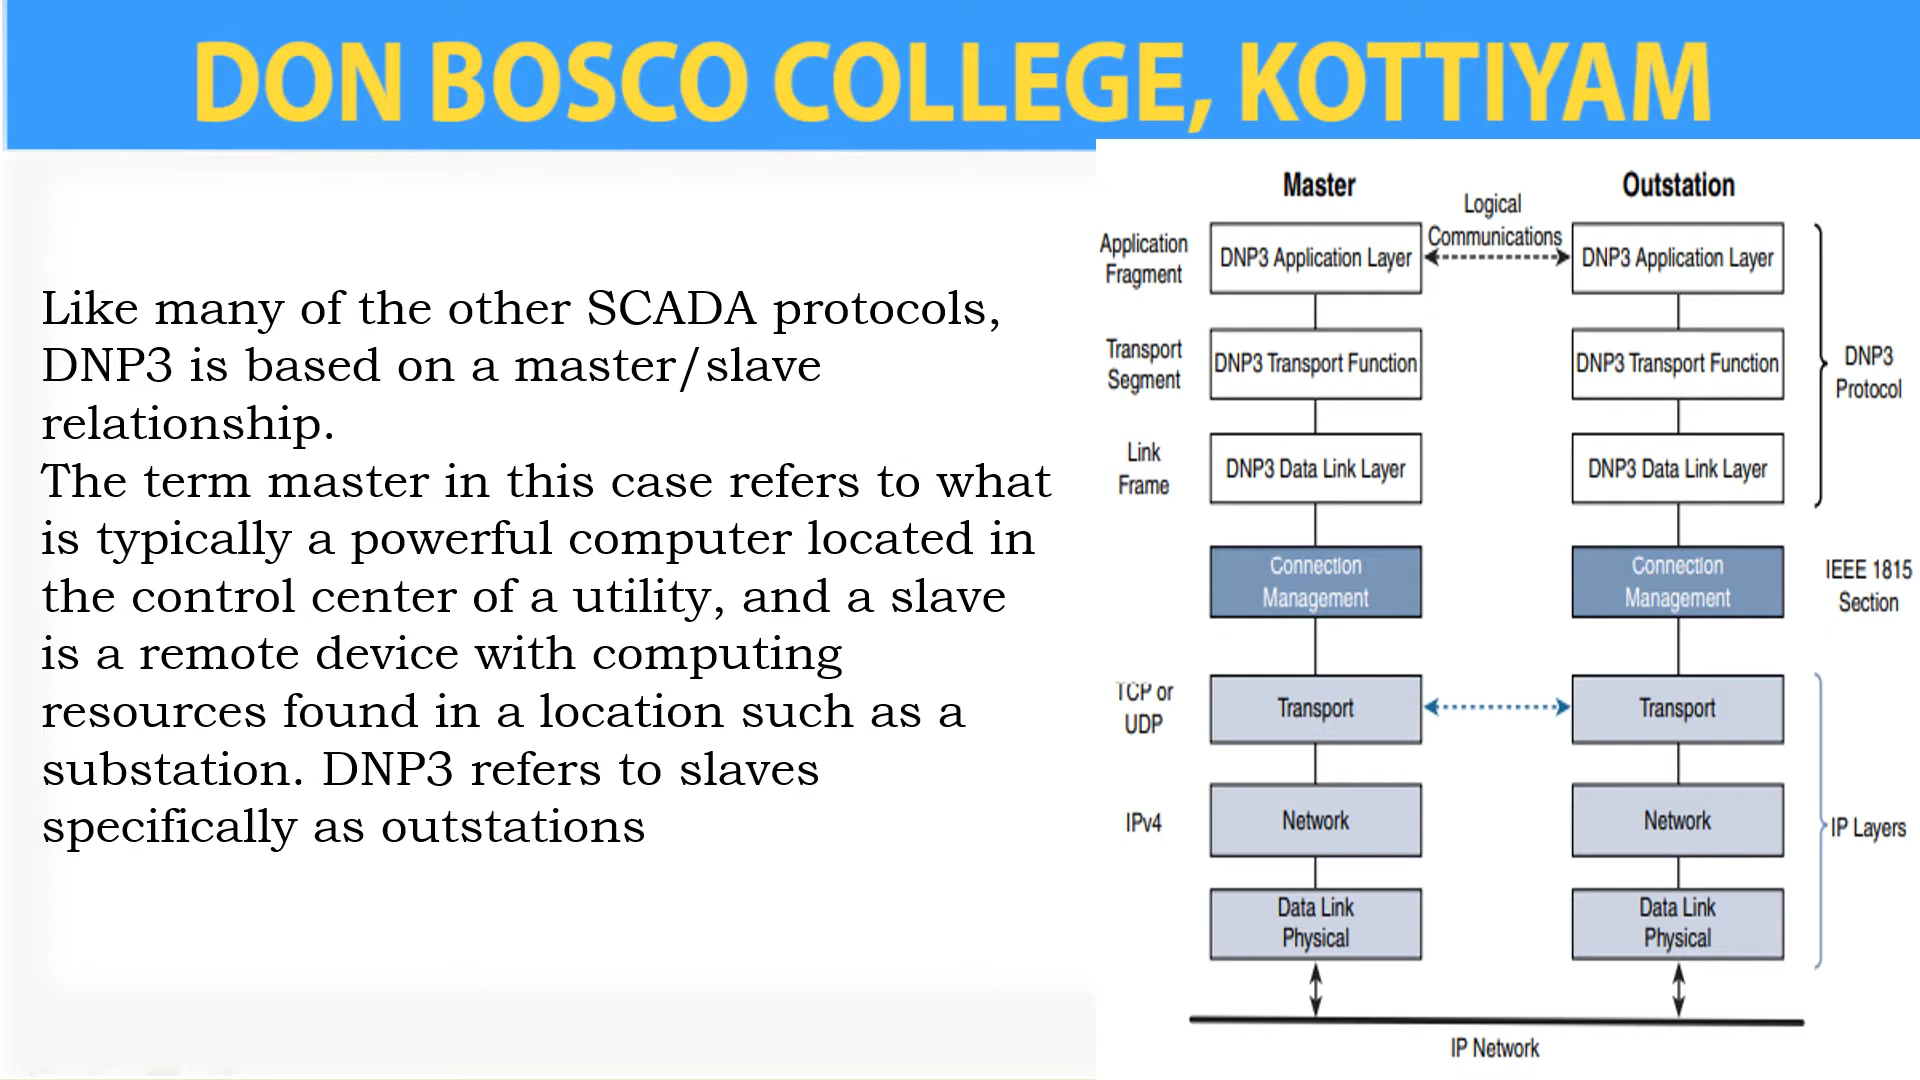 DON BOSCO COLLEGE, KOTTIYAM
Like many of the other SCADA protocols,
DNP3 is based on a master/slave
relationship.
The term master in this case refers to what
is typically a powerful computer located in
the control center of a utility, and a slave
is a remote device with computing
resources found in a location such as a
substation. DNP3 refers to slaves
specifically as outstations
Master
Outstation
Logical
Communications
Application
Fragment
DNP3 Application Layer
DNP3 Application Layer
Transport
Segment
DNP3 Transport Function
DNP3 Transport Function
DNP3
Protocol
Link
Frame
DNP3 Data Link Layer
DNP3 Data Link Layer
Connection
Management
Connection
Management
IEEE 1815
Section
TCP or
UDP
Transport
Transport
IPv4
Network
Network
IP Layers
Data Link
Physical
Data Link
Physical
IP Network